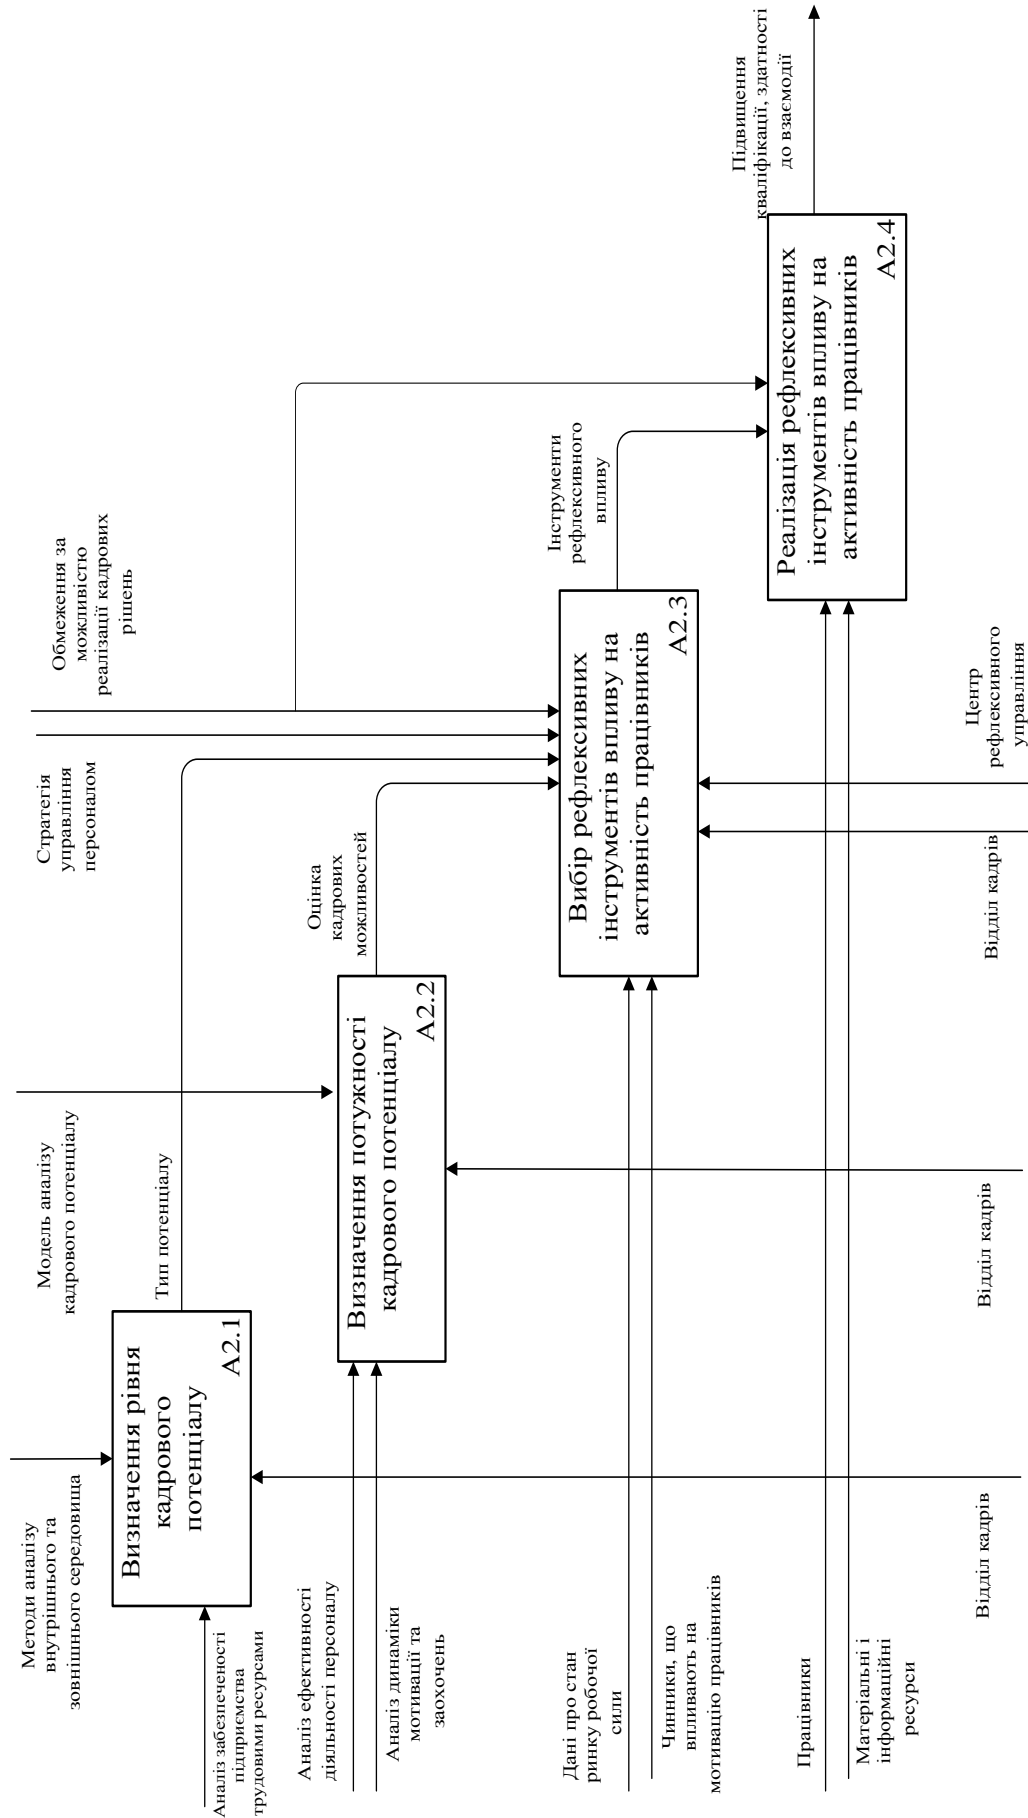 Методи аналізу
внутрішнього та
зовнішнього середовища
Модель аналізу
кадрового потенціалу
Стратегія
управління
персоналом
Обмеження за
можливістю
реалізації кадрових
рішень
Аналіз забезпеченості
підприємства
трудовими ресурсами
Визначення рівня
кадрового
потенціалу
А2.1
Тип потенціалу
Аналіз ефективності
діяльності персоналу
Аналіз динаміки
мотивації та
заохочень
Визначення потужності
кадрового потенціалу
А2.2
Оцінка
кадрових
можливостей
Дані про стан
ринку робочої
сили
Чинники, що
впливають на
мотивацію працівників
Вибір рефлексивних
інструментів впливу на
активність працівників
А2.3
Інструменти
рефлексивного
впливу
Працівники
Матеріальні і
інформаційні
ресурси
Реалізація рефлексивних
інструментів впливу на
активність працівників
А2.4
Підвищення
кваліфікації, здатності
до взаємодії
Відділ кадрів
Відділ кадрів
Відділ кадрів
Центр
рефлексивного
управління